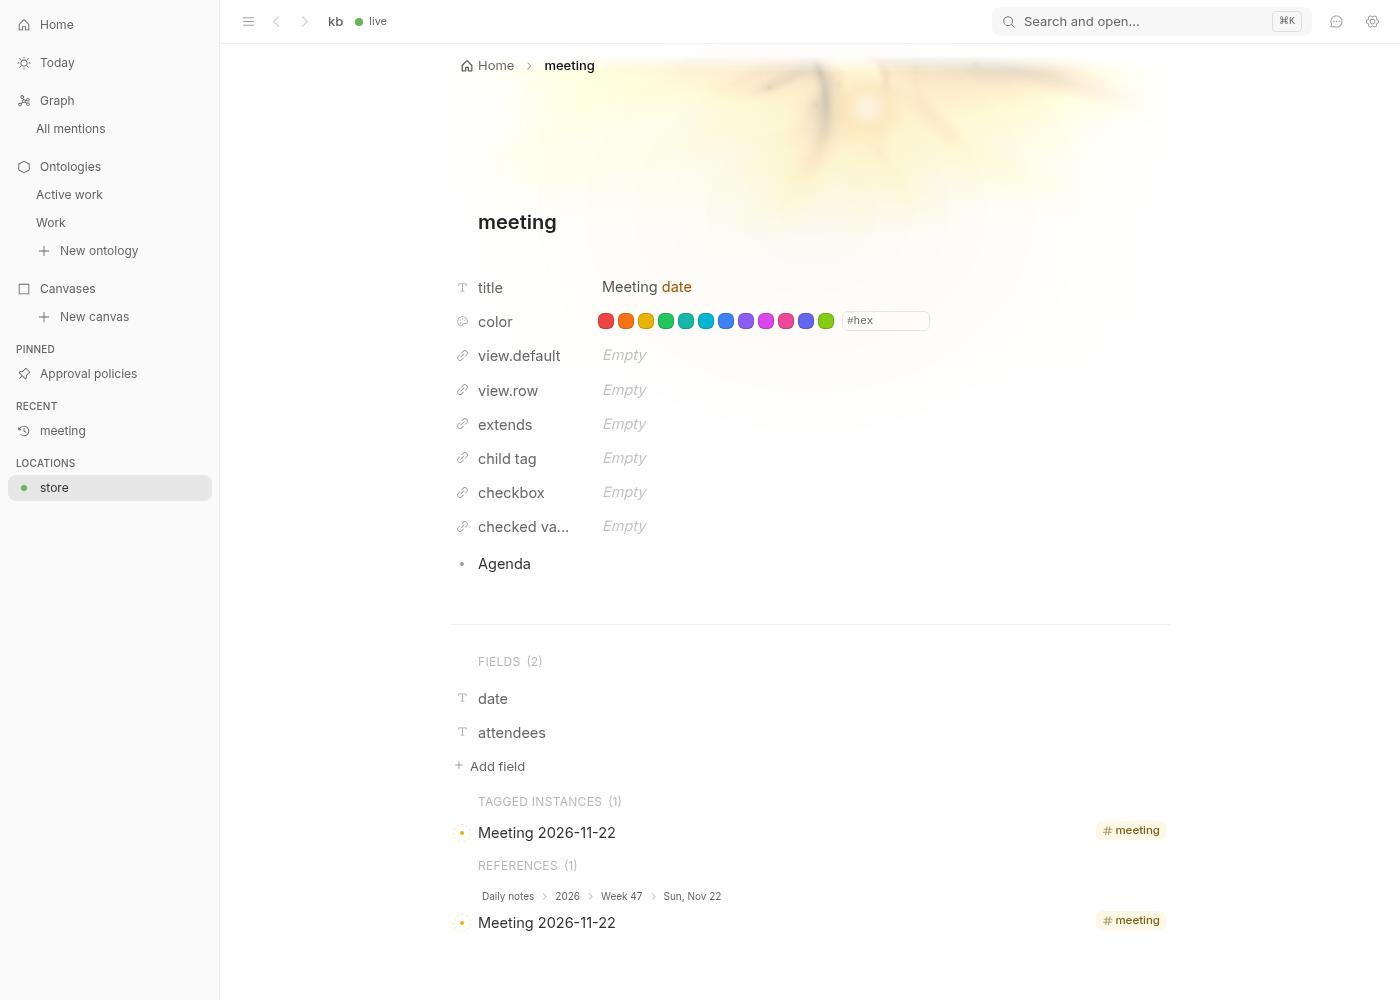 Home
Today
Graph
All mentions
Ontologies
Active work
Work
New ontology
Canvases
New canvas
PINNED
Approval policies
RECENT
meeting
LOCATIONS
store
kb live
Search and open... ⌘K
Home > meeting
meeting
title Meeting date
color #hex
view.default Empty
view.row Empty
extends Empty
child tag Empty
checkbox Empty
checked va... Empty
• Agenda
FIELDS (2)
date
attendees
+ Add field
TAGGED INSTANCES (1)
Meeting 2026-11-22 # meeting
REFERENCES (1)
Daily notes > 2026 > Week 47 > Sun, Nov 22
Meeting 2026-11-22 # meeting